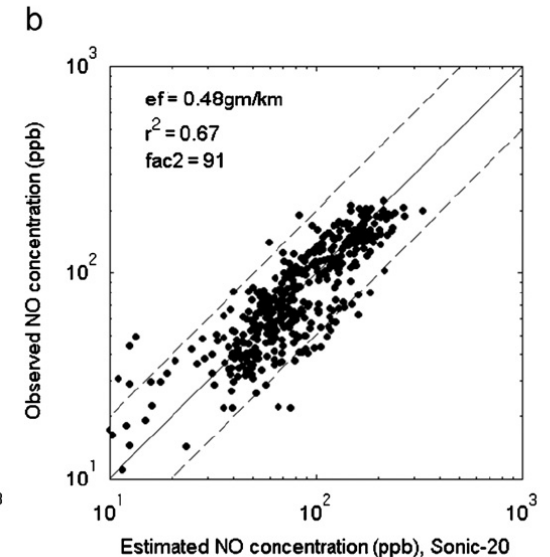 b
10³
ef = 0.48gm/km
r² = 0.67
fac2 = 91
Observed NO concentration (ppb)
10²
10¹
10¹ 10² 10³
Estimated NO concentration (ppb), Sonic-20